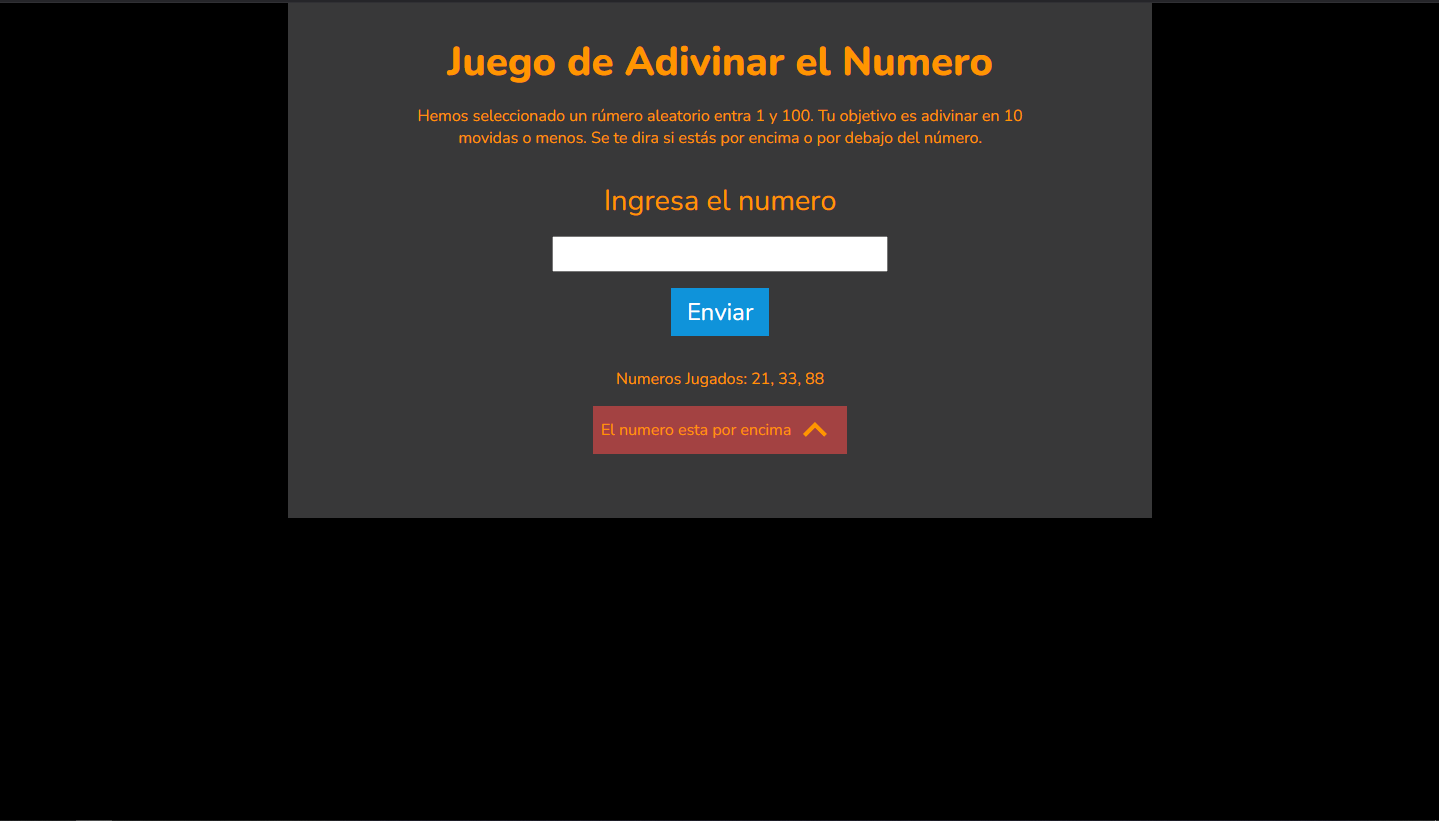 Juego de Adivinar el Numero
Hemos seleccionado un rúmero aleatorio entra 1 y 100. Tu objetivo es adivinar en 10
movidas o menos. Se te dira si estás por encima o por debajo del número.
Ingresa el numero
Enviar
Numeros Jugados: 21, 33, 88
El numero esta por encima